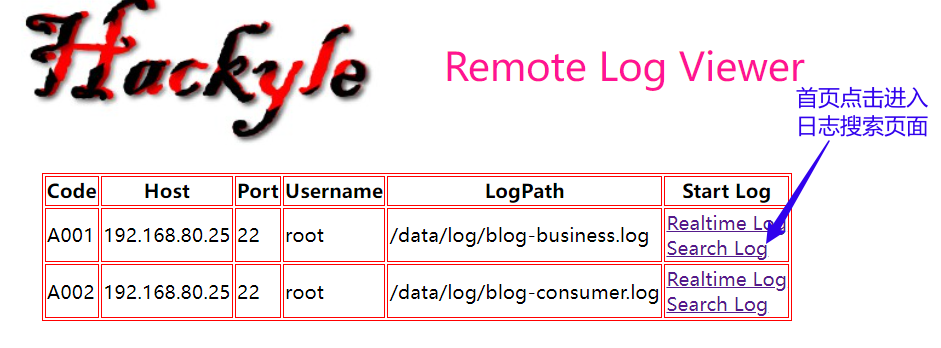 Hackyle
Remote Log Viewer
首页点击进入
日志搜索页面
Code Host Port Username LogPath Start Log
A001 192.168.80.25 22 root /data/log/blog-business.log Realtime Log
Search Log
A002 192.168.80.25 22 root /data/log/blog-consumer.log Realtime Log
Search Log